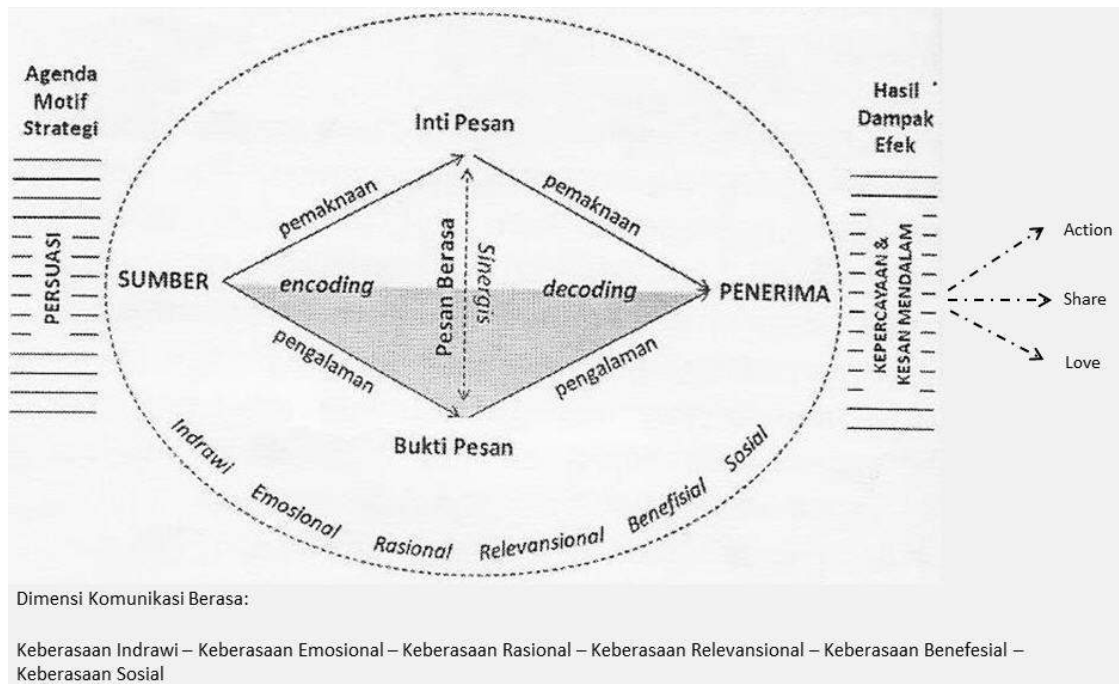 Agenda
Motif
Strategi
PERSUASI
SUMBER
Inti Pesan
pemaknaan
pemaknaan
encoding
Pesan Berasa
Sinergis
decoding
PENERIMA
pengalaman
pengalaman
Bukti Pesan
Indrawi
Emosional
Rasional
Relevansional
Benefisial
Sosial
Hasil
Dampak
Efek
KEPERCAYAAN &
KESAN MENDALAM
Action
Share
Love
Dimensi Komunikasi Berasa:
Keberasaan Indrawi – Keberasaan Emosional – Keberasaan Rasional – Keberasaan Relevansional – Keberasaan Benefesial –
Keberasaan Sosial